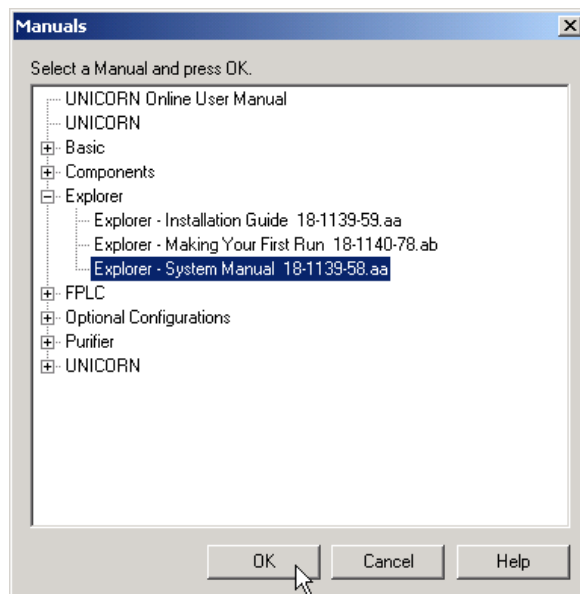 Manuals
Select a Manual and press OK.
UNICORN Online User Manual
UNICORN
Basic
Components
Explorer
Explorer - Installation Guide 18-1139-59.aa
Explorer - Making Your First Run 18-1140-78.ab
Explorer - System Manual 18-1139-58.aa
FPLC
Optional Configurations
Purifier
UNICORN
OK Cancel Help